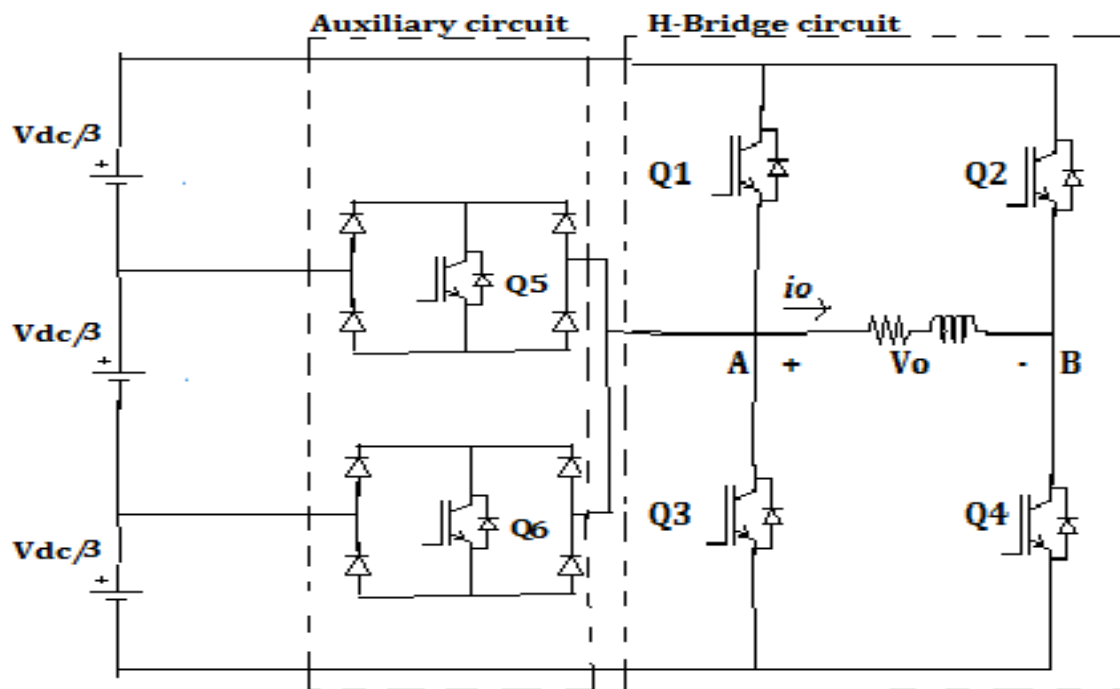 Auxiliary circuit
H-Bridge circuit
Vdc/3
+
Q1
Q2
Q5
io
Vdc/3
+
A
+
Vo
-
B
Q3
Q4
Q6
Vdc/3
+